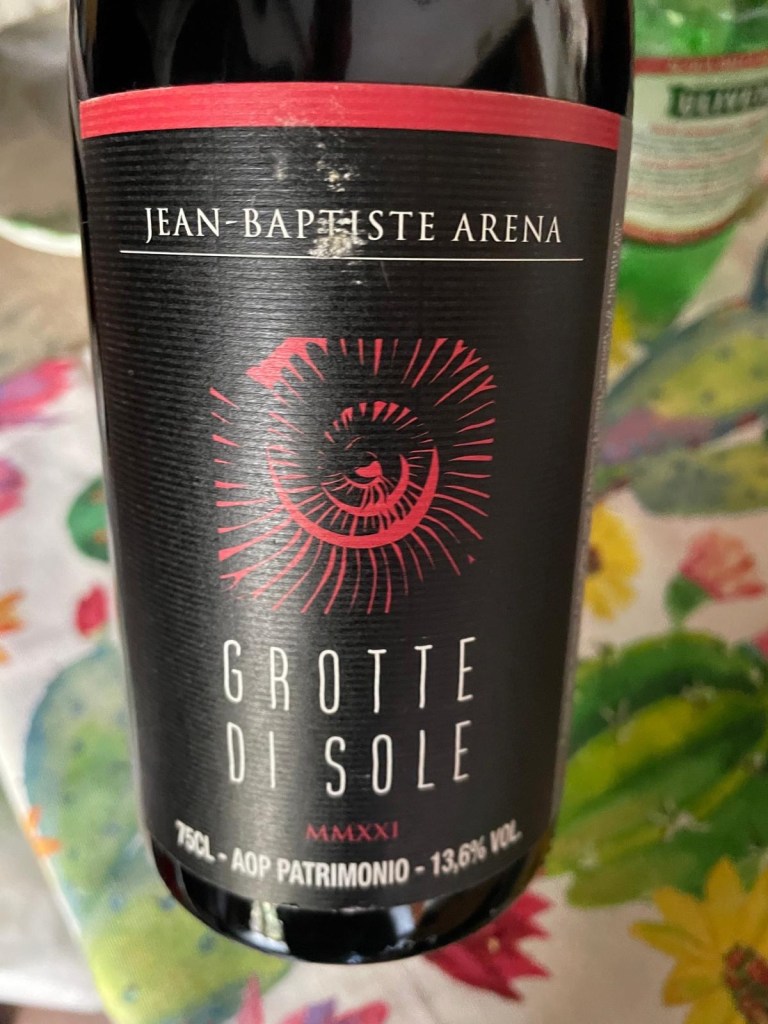 JEAN-BAPTISTE ARENA
GROTTE
DI SOLE
MMXXI
75CL - AOP PATRIMONIO - 13,6% VOL.